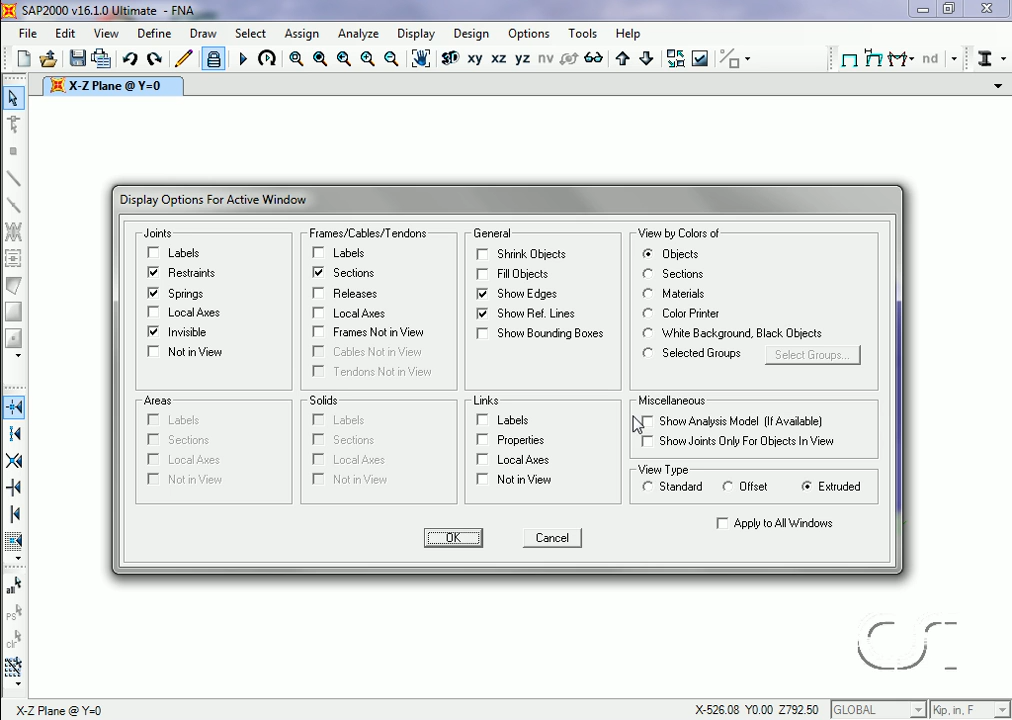 SAP2000 v16.1.0 Ultimate - FNA
File Edit View Define Draw Select Assign Analyze Display Design Options Tools Help
3D xy xz yz nv nd
X-Z Plane @ Y=0
Display Options For Active Window
Joints
Labels
Restraints
Springs
Local Axes
Invisible
Not in View
Frames/Cables/Tendons
Labels
Sections
Releases
Local Axes
Frames Not in View
Cables Not in View
Tendons Not in View
General
Shrink Objects
Fill Objects
Show Edges
Show Ref. Lines
Show Bounding Boxes
View by Colors of
Objects
Sections
Materials
Color Printer
White Background, Black Objects
Selected Groups Select Groups...
Areas
Labels
Sections
Local Axes
Not in View
Solids
Labels
Sections
Local Axes
Not in View
Links
Labels
Properties
Local Axes
Not in View
Miscellaneous
Show Analysis Model (If Available)
Show Joints Only For Objects In View
View Type
Standard Offset Extruded
Apply to All Windows
OK Cancel
all
PS
clr
CSI
X-Z Plane @ Y=0 X-526.08 Y0.00 Z792.50 GLOBAL Kip, in, F